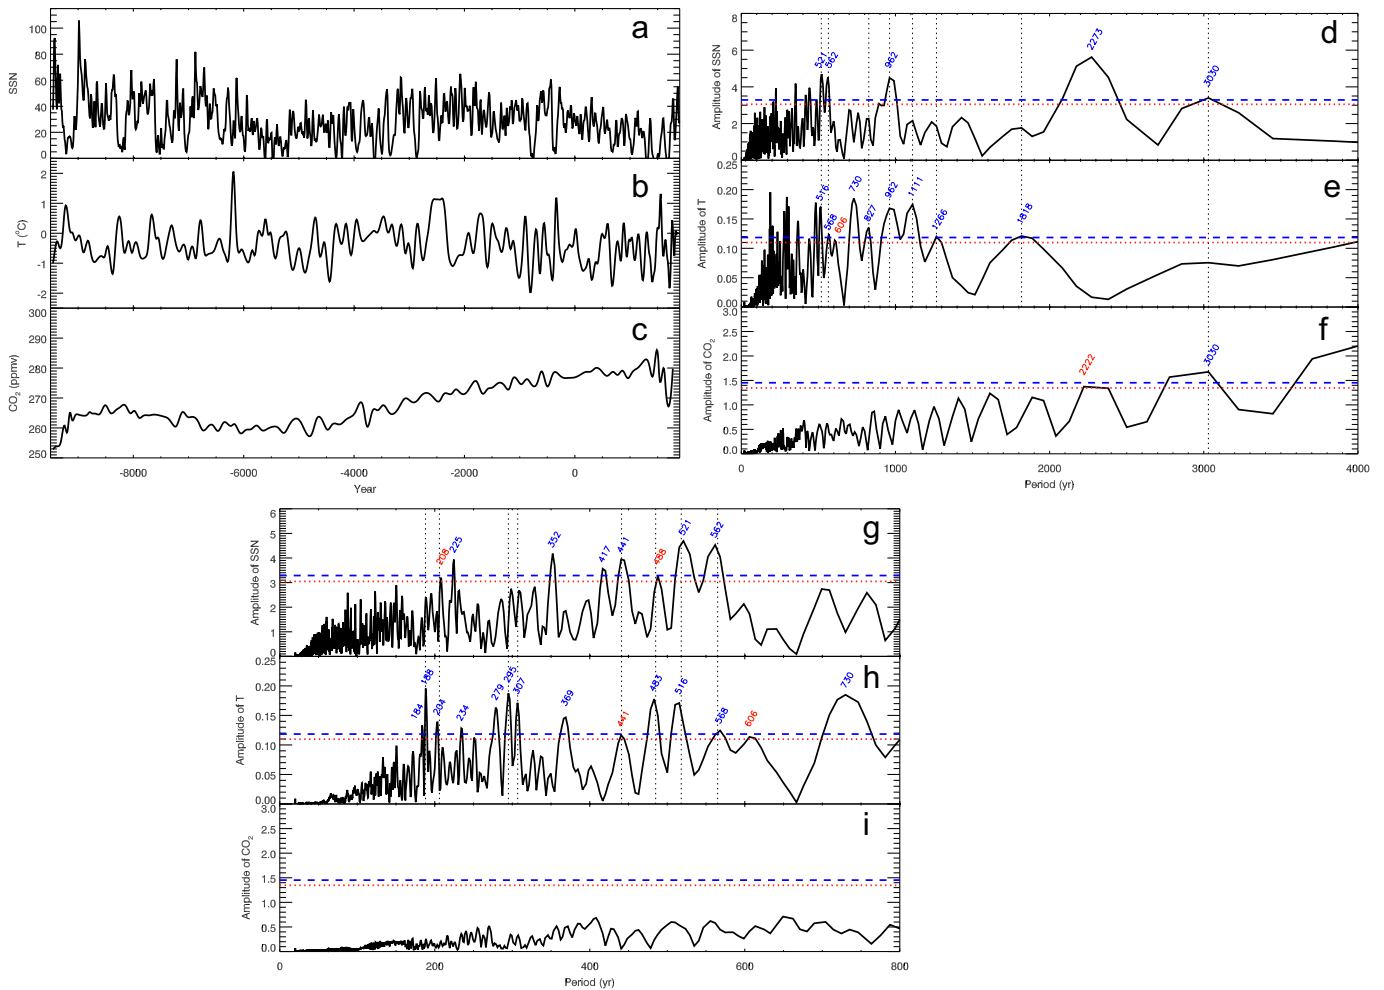 a
SSN
100
80
60
40
20
0
b
T (°C)
2
1
0
-1
-2
c
CO2 (ppmv)
300
290
280
270
260
250
-8000 -6000 -4000 -2000 0
Year
d
Amplitude of SSN
8
6
4
2
0
521 562 962 2273 3030
e
Amplitude of T
0.25
0.20
0.15
0.10
0.05
0.00
516 568 606 730 827 962 1111 1266 1818
f
Amplitude of CO2
3.0
2.5
2.0
1.5
1.0
0.5
0.0
2222 3030
0 1000 2000 3000 4000
Period (yr)
g
Amplitude of SSN
6
5
4
3
2
1
0
208 225 352 417 441 488 521 562
h
Amplitude of T
0.25
0.20
0.15
0.10
0.05
0.00
184 188 204 234 279 295 307 369 441 483 516 568 606 730
i
Amplitude of CO2
3.0
2.5
2.0
1.5
1.0
0.5
0.0
0 200 400 600 800
Period (yr)